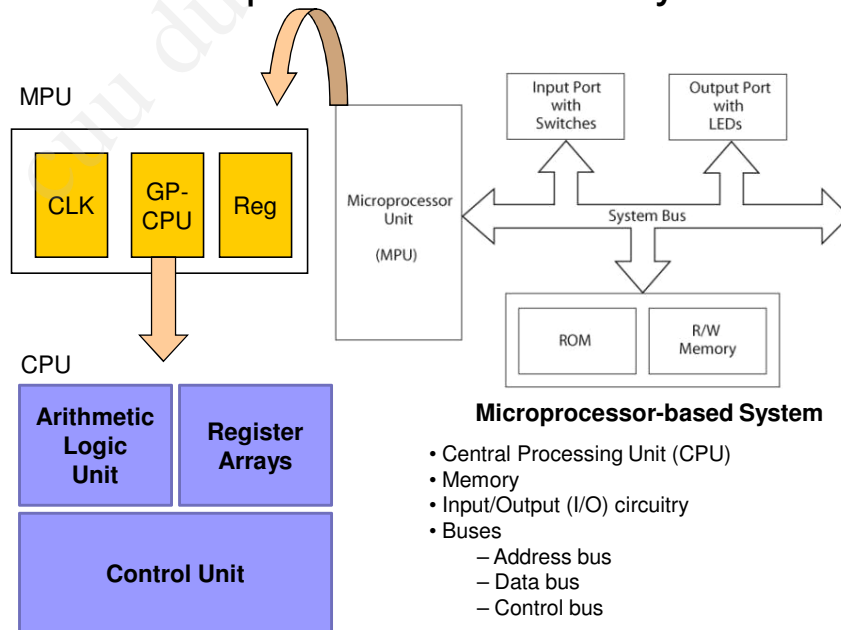 MPU
CLK
GP-
CPU
Reg
CPU
Arithmetic
Logic
Unit
Register
Arrays
Control Unit
Microprocessor
Unit
(MPU)
Input Port
with
Switches
Output Port
with
LEDs
System Bus
ROM
R/W
Memory
Microprocessor-based System
• Central Processing Unit (CPU)
• Memory
• Input/Output (I/O) circuitry
• Buses
– Address bus
– Data bus
– Control bus